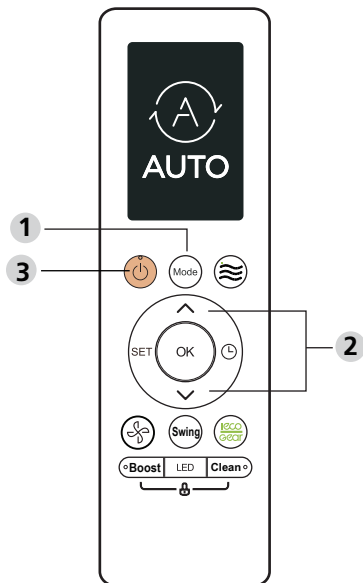 A
AUTO
1
Mode
3
SET
OK
2
Swing
ECO
GEAR
Boost
LED
Clean